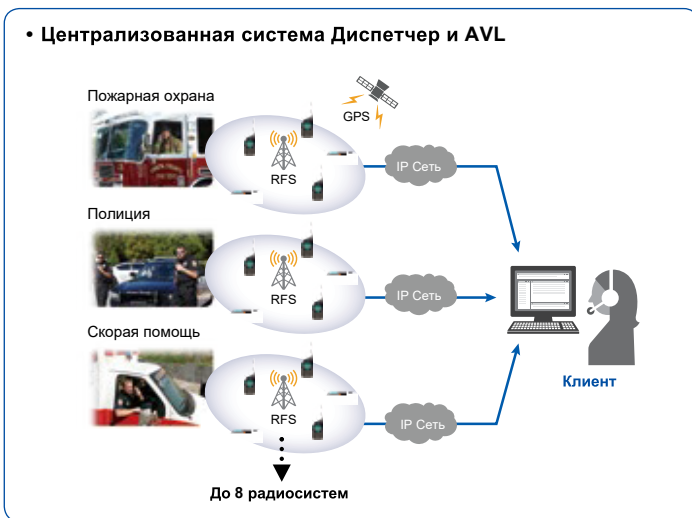 • Централизованная система Диспетчер и AVL
Пожарная охрана
GPS
RFS
IP Сеть
Полиция
RFS
IP Сеть
Скорая помощь
Клиент
RFS
IP Сеть
До 8 радиосистем